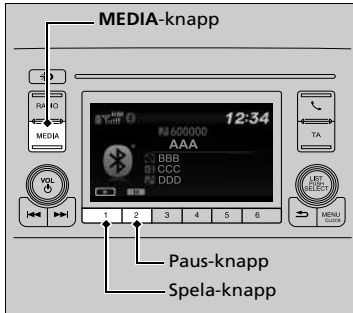 MEDIA-knapp
RADIO
MEDIA
12:34
AAA
BBB
CCC
DDD
TA
VOL
LIST
PUSH
SELECT
1 2 3 4 5 6
MENU
CLOCK
Paus-knapp
Spela-knapp